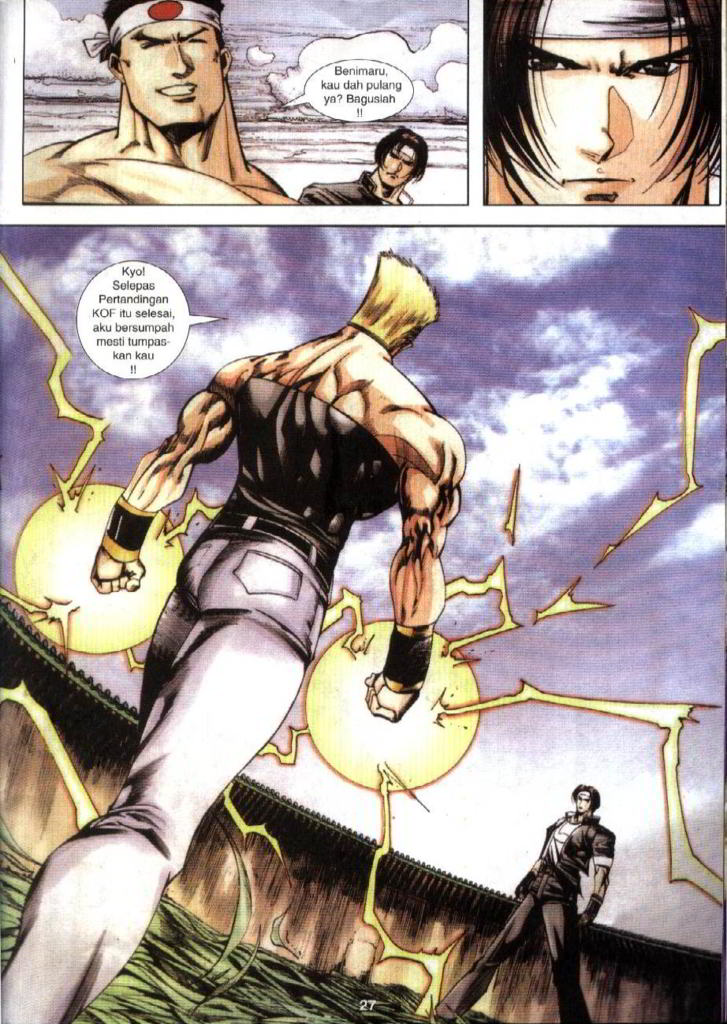 Benimaru,
kau dah pulang
ya? Baguslah
!!
Kyo!
Selepas
Pertandingan
KOF itu selesai,
aku bersumpah
mesti tumpas-
kan kau
!!
27